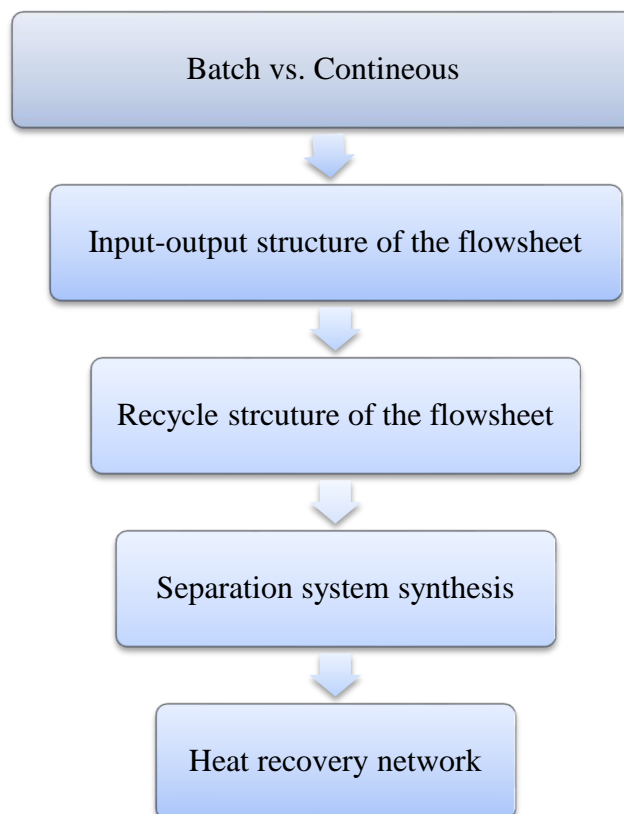 Batch vs. Contineous
Input-output structure of the flowsheet
Recycle strcuture of the flowsheet
Separation system synthesis
Heat recovery network